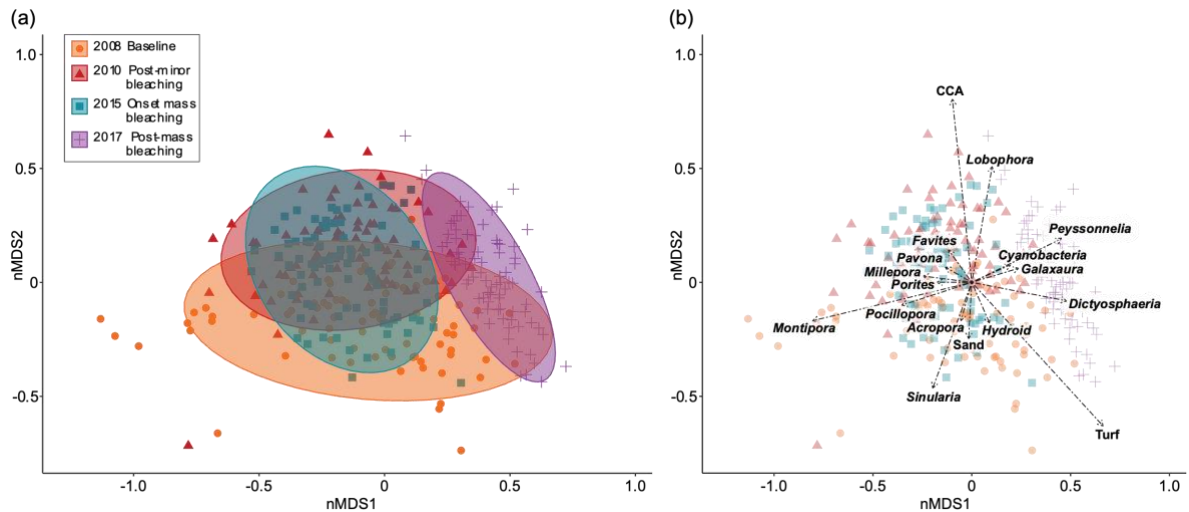 (a)
1.0
0.5
0
-0.5
nMDS2
-1.0
-0.5
0
0.5
1.0
nMDS1
2008 Baseline
2010 Post-minor
bleaching
2015 Onset mass
bleaching
2017 Post-mass
bleaching
(b)
1.0
0.5
0
-0.5
nMDS2
-1.0
-0.5
0
0.5
1.0
nMDS1
CCA
Lobophora
Peyssonnelia
Favites
Cyanobacteria
Pavona
Galaxaura
Millepora
Porites
Dictyosphaeria
Pocillopora
Montipora
Acropora
Hydroid
Sand
Sinularia
Turf